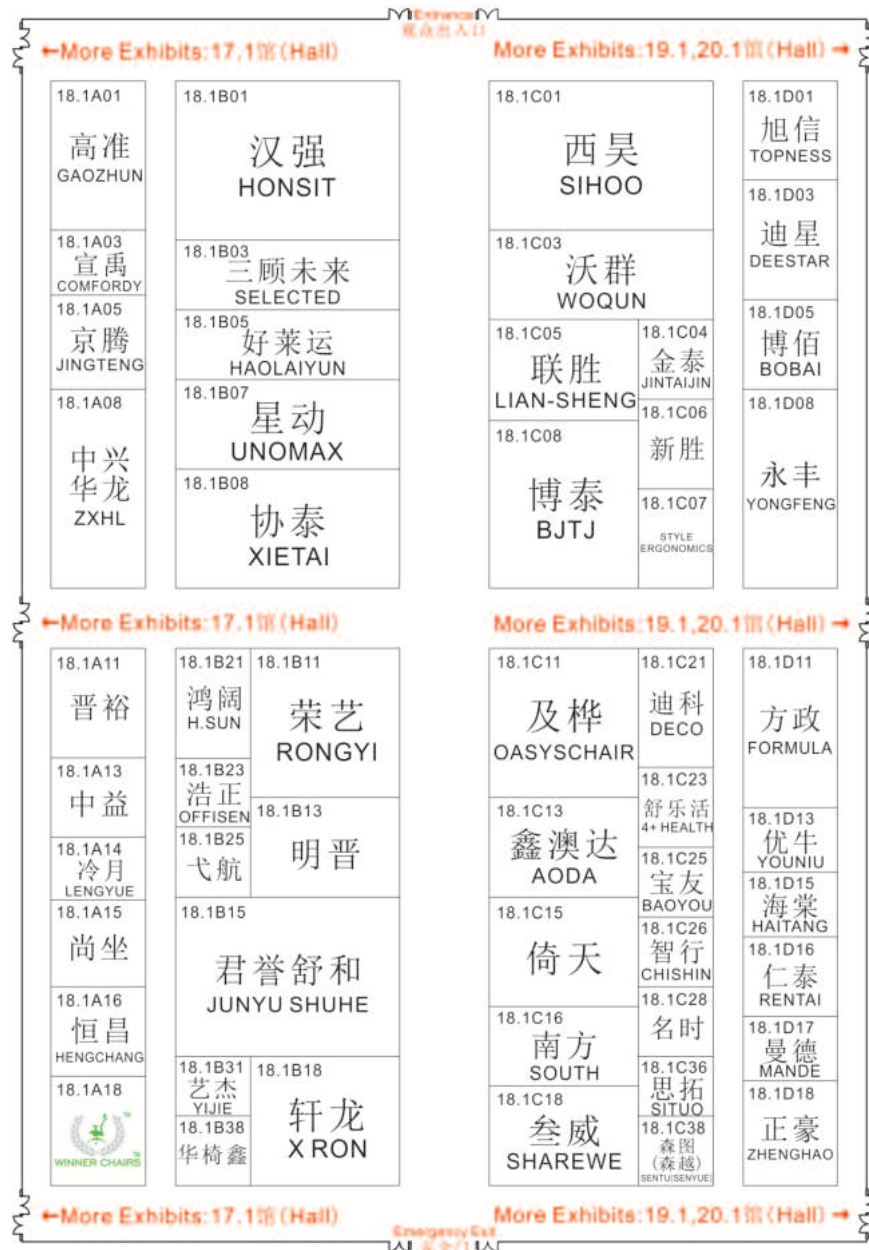 Entrance
观众出入口
←More Exhibits:17.1馆(Hall)
More Exhibits:19.1,20.1馆(Hall)→
18.1A01
高准
GAOZHUN
18.1A03
宣禹
COMFORDY
18.1A05
京腾
JINGTENG
18.1A08
中兴
华龙
ZXHL
18.1B01
汉强
HONSIT
18.1B03
三顾未来
SELECTED
18.1B05
好莱运
HAOLAIYUN
18.1B07
星动
UNOMAX
18.1B08
协泰
XIETAI
18.1C01
西昊
SIHOO
18.1C03
沃群
WOQUN
18.1C05
联胜
LIAN-SHENG
18.1C08
博泰
BJTJ
18.1C04
金泰
JINTAIJIN
18.1C06
新胜
18.1C07
STYLE
ERGONOMICS
18.1D01
旭信
TOPNESS
18.1D03
迪星
DEESTAR
18.1D05
博佰
BOBAI
18.1D08
永丰
YONGFENG
←More Exhibits:17.1馆(Hall)
More Exhibits:19.1,20.1馆(Hall)→
18.1A11
晋裕
18.1A13
中益
18.1A14
冷月
LENGYUE
18.1A15
尚坐
18.1A16
恒昌
HENGCHANG
18.1A18
WINNER CHAIRS
18.1B21
鸿阔
H.SUN
18.1B23
浩正
OFFISEN
18.1B25
弋航
18.1B11
荣艺
RONGYI
18.1B13
明晋
18.1B15
君誉舒和
JUNYU SHUHE
18.1B31
艺杰
YIJIE
18.1B38
华椅鑫
18.1B18
轩龙
X RON
18.1C11
及桦
OASYSCHAIR
18.1C13
鑫澳达
AODA
18.1C15
倚天
18.1C16
南方
SOUTH
18.1C18
叁威
SHAREWE
18.1C21
迪科
DECO
18.1C23
舒乐活
4+ HEALTH
18.1C25
宝友
BAOYOU
18.1C26
智行
CHISHIN
18.1C28
名时
18.1C36
思拓
SITUO
18.1C38
森图
(森越)
SENTU(SENYUE)
18.1D11
方政
FORMULA
18.1D13
优牛
YOUNIU
18.1D15
海棠
HAITANG
18.1D16
仁泰
RENTAI
18.1D17
曼德
MANDE
18.1D18
正豪
ZHENGHAO
←More Exhibits:17.1馆(Hall)
More Exhibits:19.1,20.1馆(Hall)→
Emergency Exit
安全门